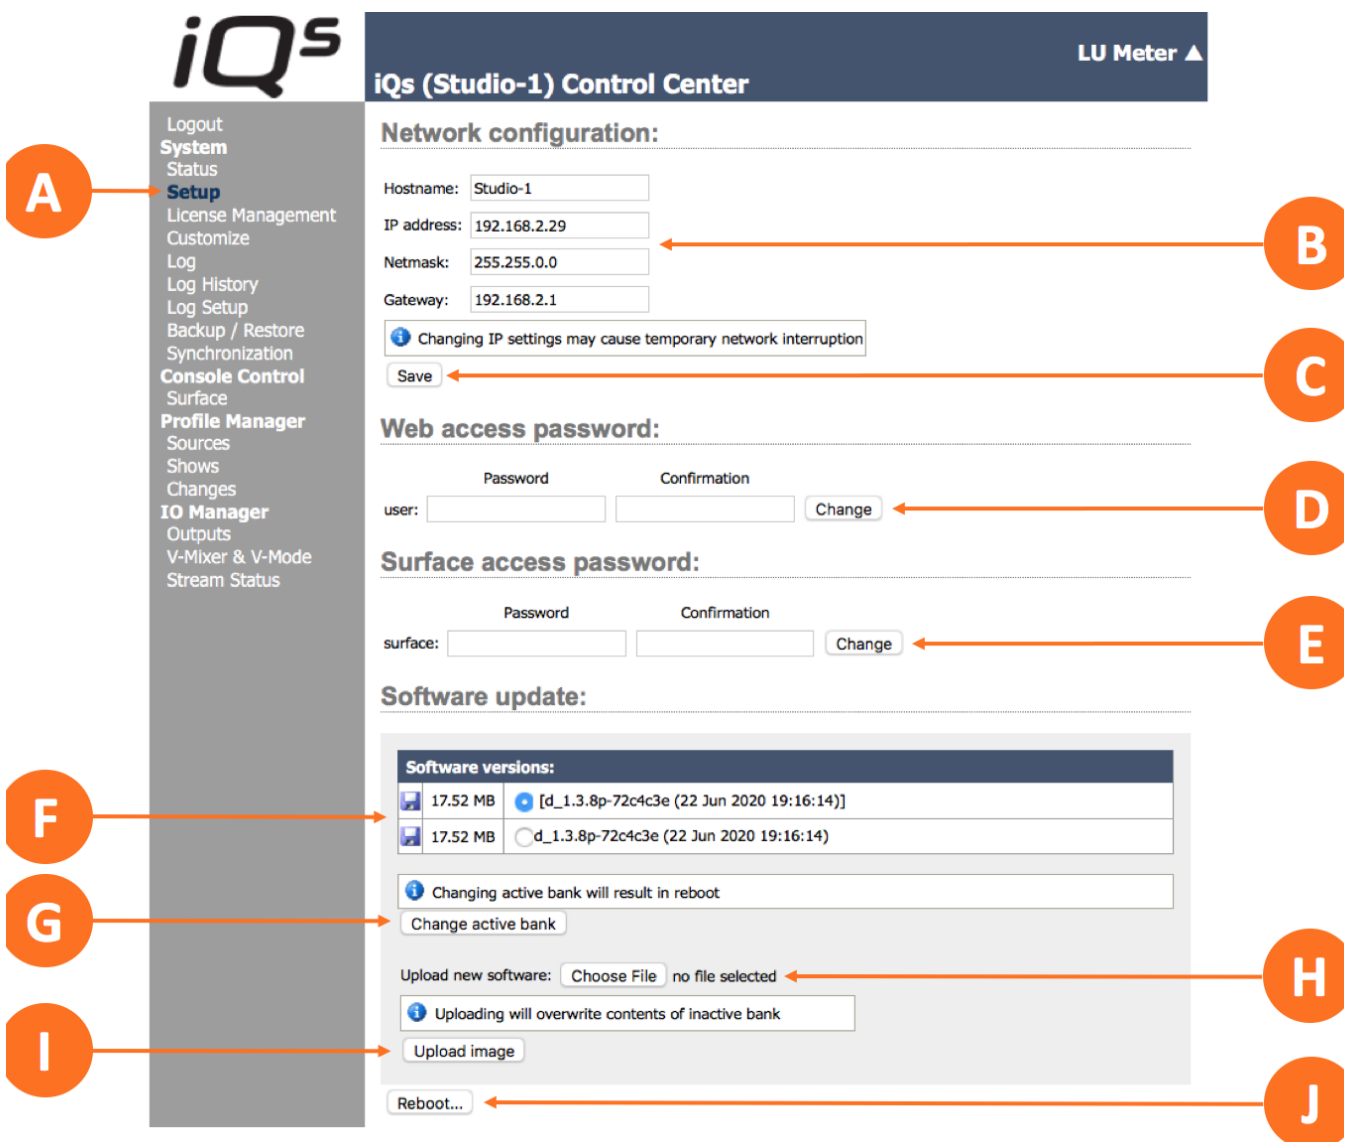 iQs
LU Meter ▲
iQs (Studio-1) Control Center
Logout
System
Status
Setup
License Management
Customize
Log
Log History
Log Setup
Backup / Restore
Synchronization
Console Control
Surface
Profile Manager
Sources
Shows
Changes
IO Manager
Outputs
V-Mixer & V-Mode
Stream Status
A
Network configuration:
Hostname: Studio-1
IP address: 192.168.2.29
B
Netmask: 255.255.0.0
Gateway: 192.168.2.1
Changing IP settings may cause temporary network interruption
Save
C
Web access password:
Password Confirmation
user: Change
D
Surface access password:
Password Confirmation
surface: Change
E
Software update:
Software versions:
17.52 MB [d_1.3.8p-72c4c3e (22 Jun 2020 19:16:14)]
F
17.52 MB d_1.3.8p-72c4c3e (22 Jun 2020 19:16:14)
Changing active bank will result in reboot
G
Change active bank
Upload new software: Choose File no file selected
H
Uploading will overwrite contents of inactive bank
I
Upload image
Reboot...
J